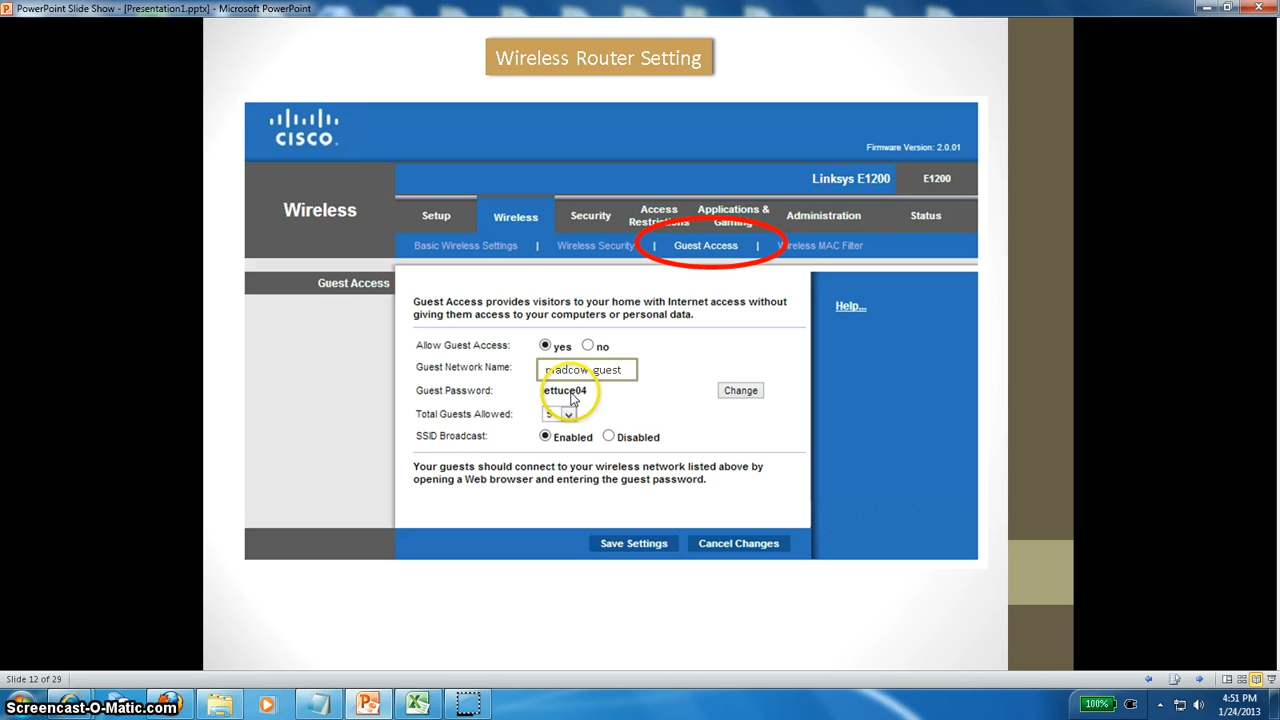 PowerPoint Slide Show - [Presentation1.pptx] - Microsoft PowerPoint
Wireless Router Setting
CISCO
Firmware Version: 2.0.01
Linksys E1200 E1200
Wireless
Setup Wireless Security Access Restrictions Applications & Gaming Administration Status
Basic Wireless Settings | Wireless Security | Guest Access | Wireless MAC Filter
Guest Access
Guest Access provides visitors to your home with Internet access without
giving them access to your computers or personal data.
Help...
Allow Guest Access: yes no
Guest Network Name: madcow-guest
Guest Password: ettuce04 Change
Total Guests Allowed: 5
SSID Broadcast: Enabled Disabled
Your guests should connect to your wireless network listed above by
opening a Web browser and entering the guest password.
Save Settings Cancel Changes
Slide 12 of 29
Screencast-O-Matic.com
100%
4:51 PM
1/24/2013